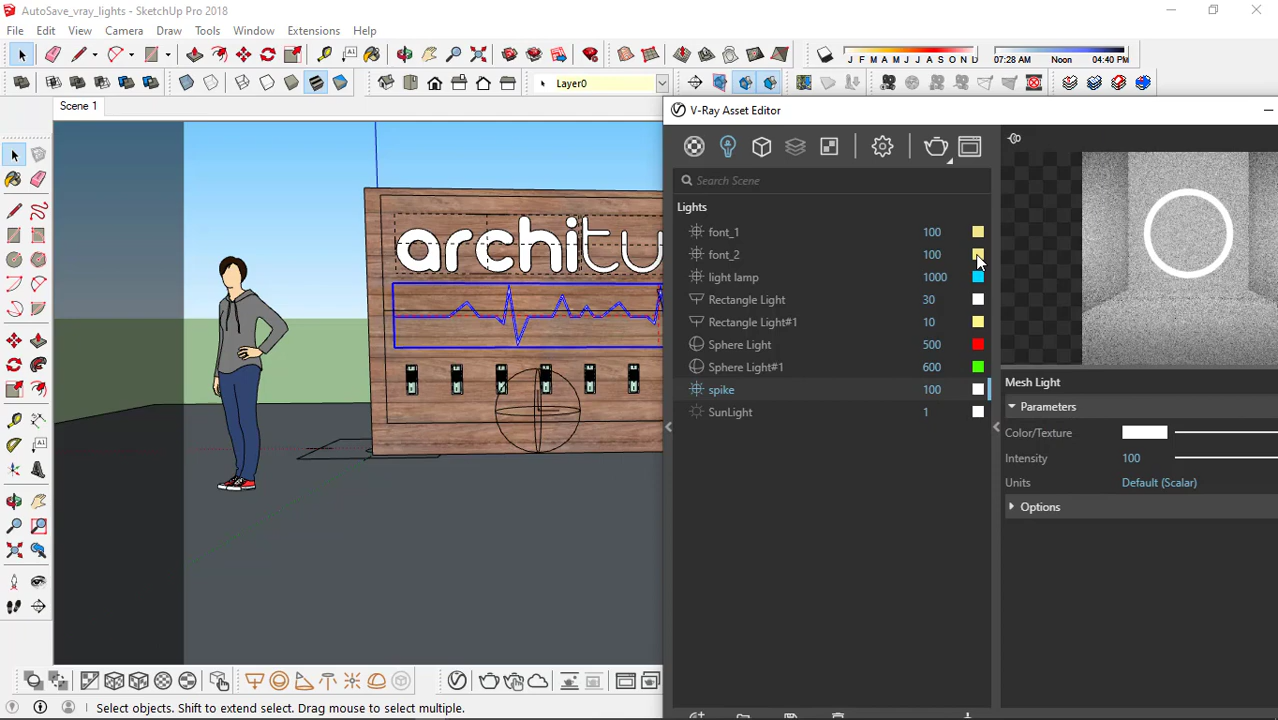 AutoSave_vray_lights - SketchUp Pro 2018
File Edit View Camera Draw Tools Window Extensions Help
J F M A M J J A S O N D 07:28 AM Noon 04:40 PM
Layer0
Scene 1
V-Ray Asset Editor
Search Scene
Lights
font_1 100
font_2 100
light lamp 1000
Rectangle Light 30
Rectangle Light#1 10
Sphere Light 500
Sphere Light#1 600
spike 100
SunLight 1
Mesh Light
Parameters
Color/Texture
Intensity 100
Units Default (Scalar)
Options
architu
Select objects. Shift to extend select. Drag mouse to select multiple.